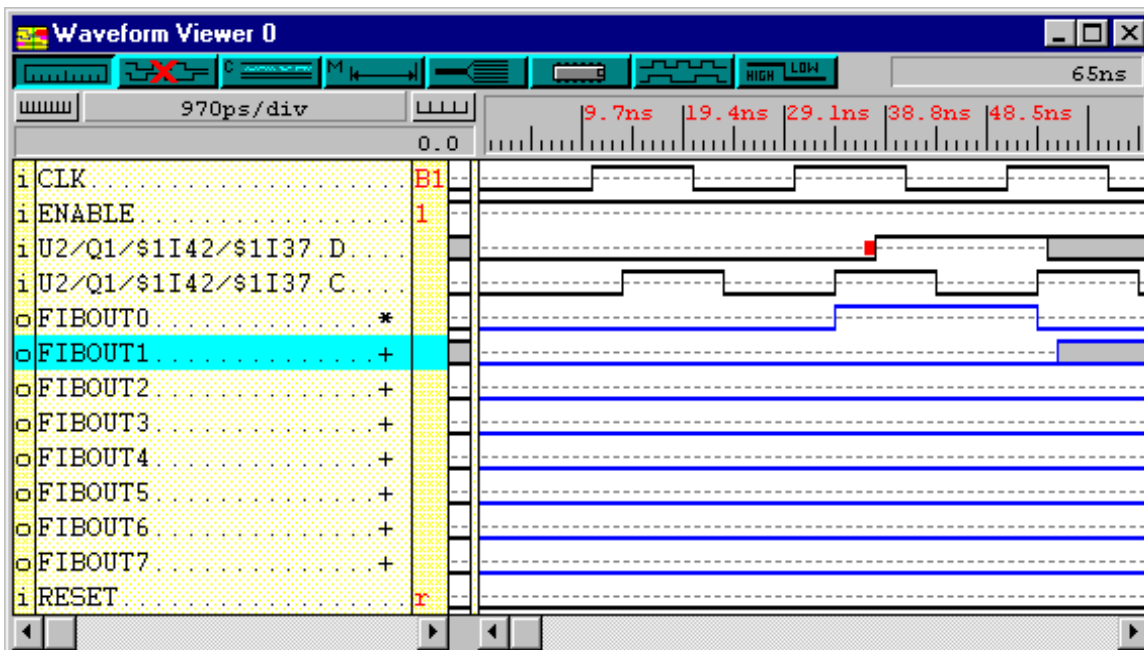 Waveform Viewer 0
C M HIGH LOW 65ns
970ps/div
0.0 9.7ns 19.4ns 29.1ns 38.8ns 48.5ns
i CLK.................... B1
i ENABLE................. 1
i U2/Q1/$1I42/$1I37.D....
i U2/Q1/$1I42/$1I37.C....
o FIBOUT0..............*
o FIBOUT1..............+
o FIBOUT2..............+
o FIBOUT3..............+
o FIBOUT4..............+
o FIBOUT5..............+
o FIBOUT6..............+
o FIBOUT7..............+
i RESET.................. r